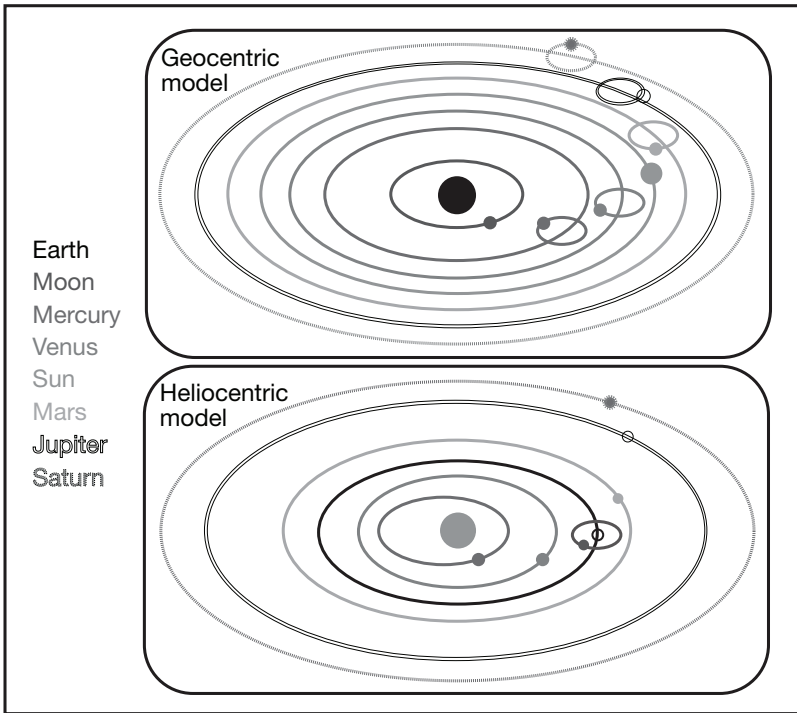 Geocentric
model
Earth
Moon
Mercury
Venus
Sun
Mars
Jupiter
Saturn
Heliocentric
model